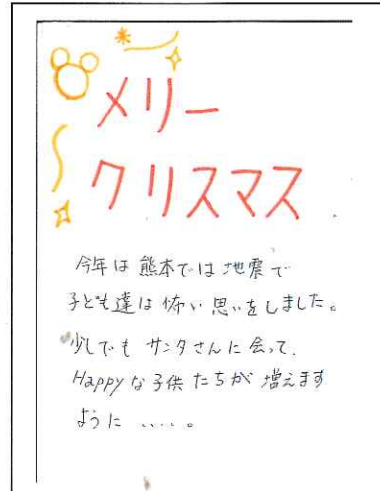 メリー
クリスマス
今年は熊本では地震で
子ども達は怖い思いをしました。
少しでもサンタさんに会って、
Happyな子供たちが増えます
ように .....。